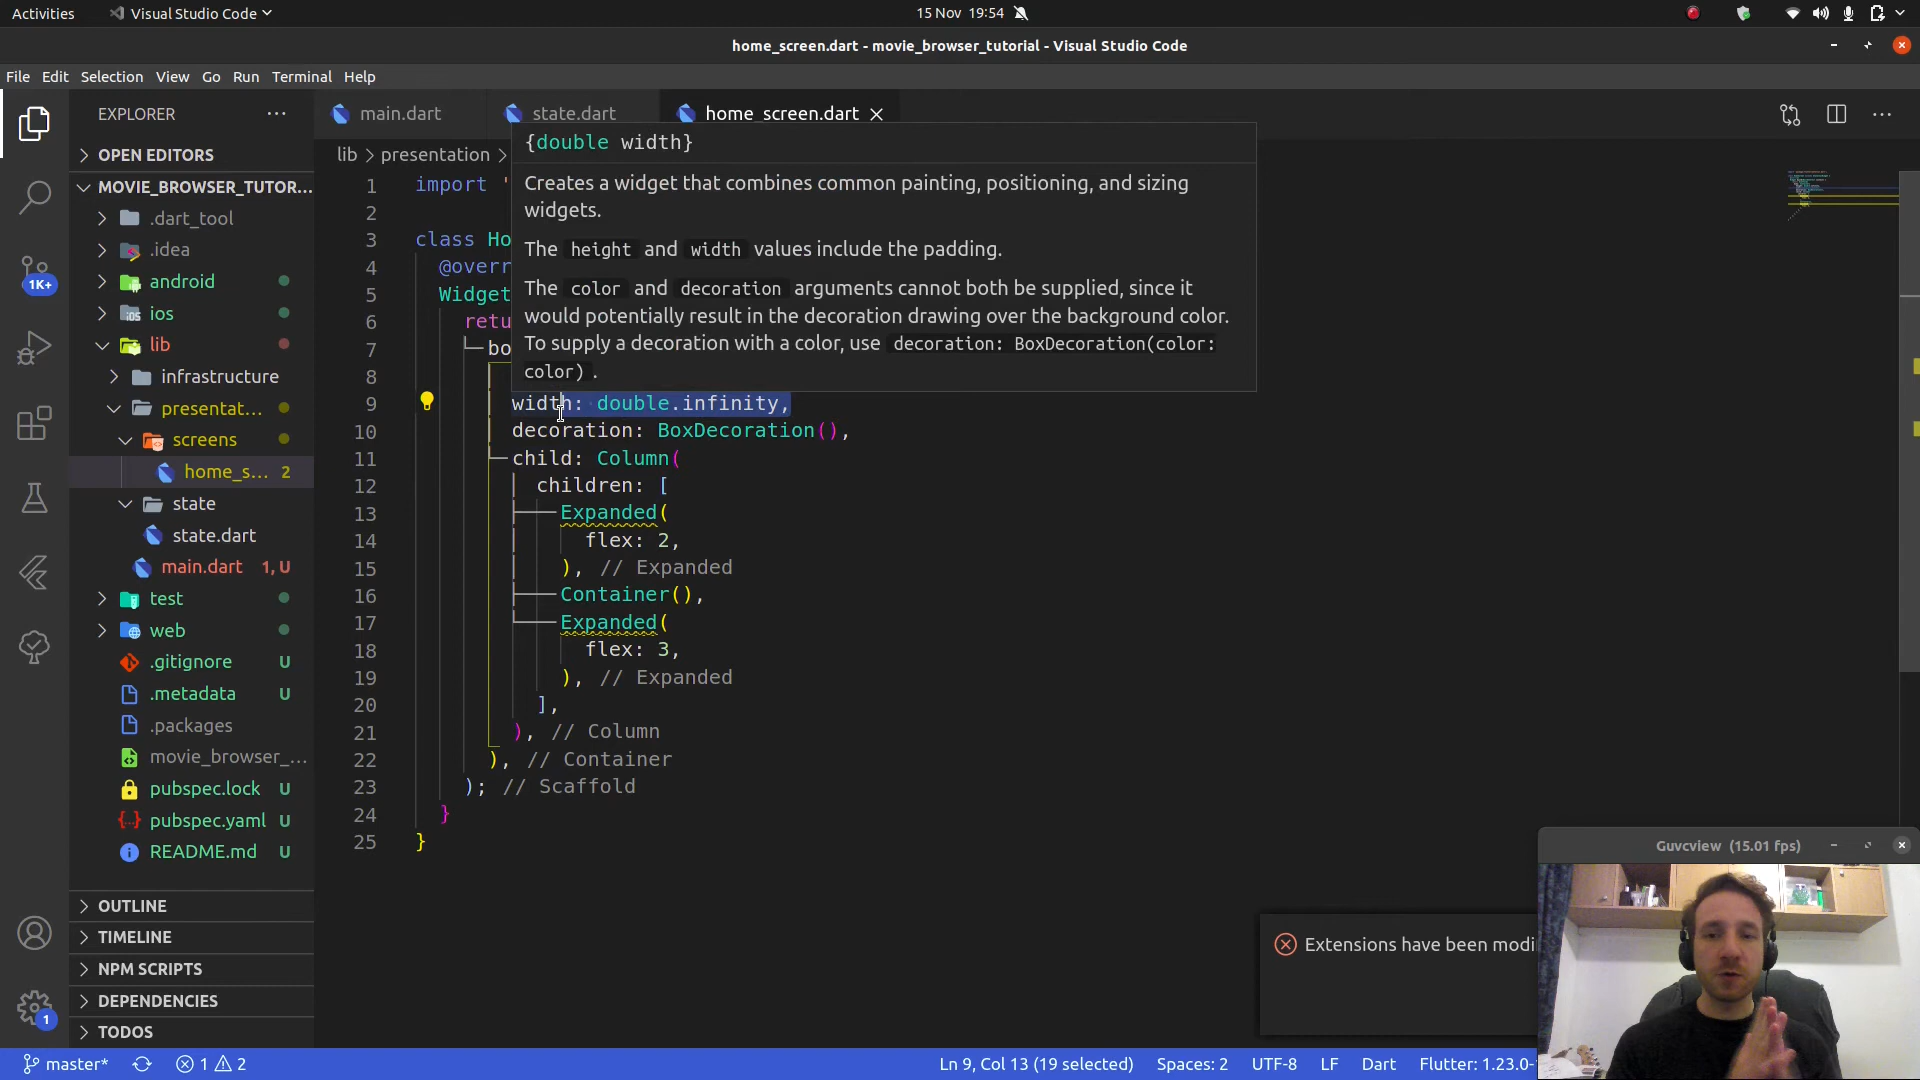 Activities
Visual Studio Code
15 Nov 19:54
home_screen.dart - movie_browser_tutorial - Visual Studio Code
File Edit Selection View Go Run Terminal Help
EXPLORER
OPEN EDITORS
MOVIE_BROWSER_TUTOR...
.dart_tool
.idea
android
ios
lib
infrastructure
presentat...
screens
home_s... 2
state
state.dart
main.dart 1, U
test
web
.gitignore U
.metadata U
.packages
movie_browser_...
pubspec.lock U
pubspec.yaml U
README.md U
OUTLINE
TIMELINE
NPM SCRIPTS
DEPENDENCIES
TODOS
1K+
1
main.dart
state.dart
home_screen.dart
lib > presentation >
{double width}
Creates a widget that combines common painting, positioning, and sizing
widgets.
The height and width values include the padding.
The color and decoration arguments cannot both be supplied, since it
would potentially result in the decoration drawing over the background color.
To supply a decoration with a color, use decoration: BoxDecoration(color:
color) .
1 import '
2
3 class Ho
4 @overr
5 Widget
6 retu
7 bo
8
9 width: double.infinity,
10 decoration: BoxDecoration(),
11 child: Column(
12 children: [
13 Expanded(
14 flex: 2,
15 ), // Expanded
16 Container(),
17 Expanded(
18 flex: 3,
19 ), // Expanded
20 ],
21 ), // Column
22 ), // Container
23 ); // Scaffold
24 }
25 }
Extensions have been modi
Guvcview (15.01 fps)
master*
1 2
Ln 9, Col 13 (19 selected)
Spaces: 2
UTF-8
LF
Dart
Flutter: 1.23.0-